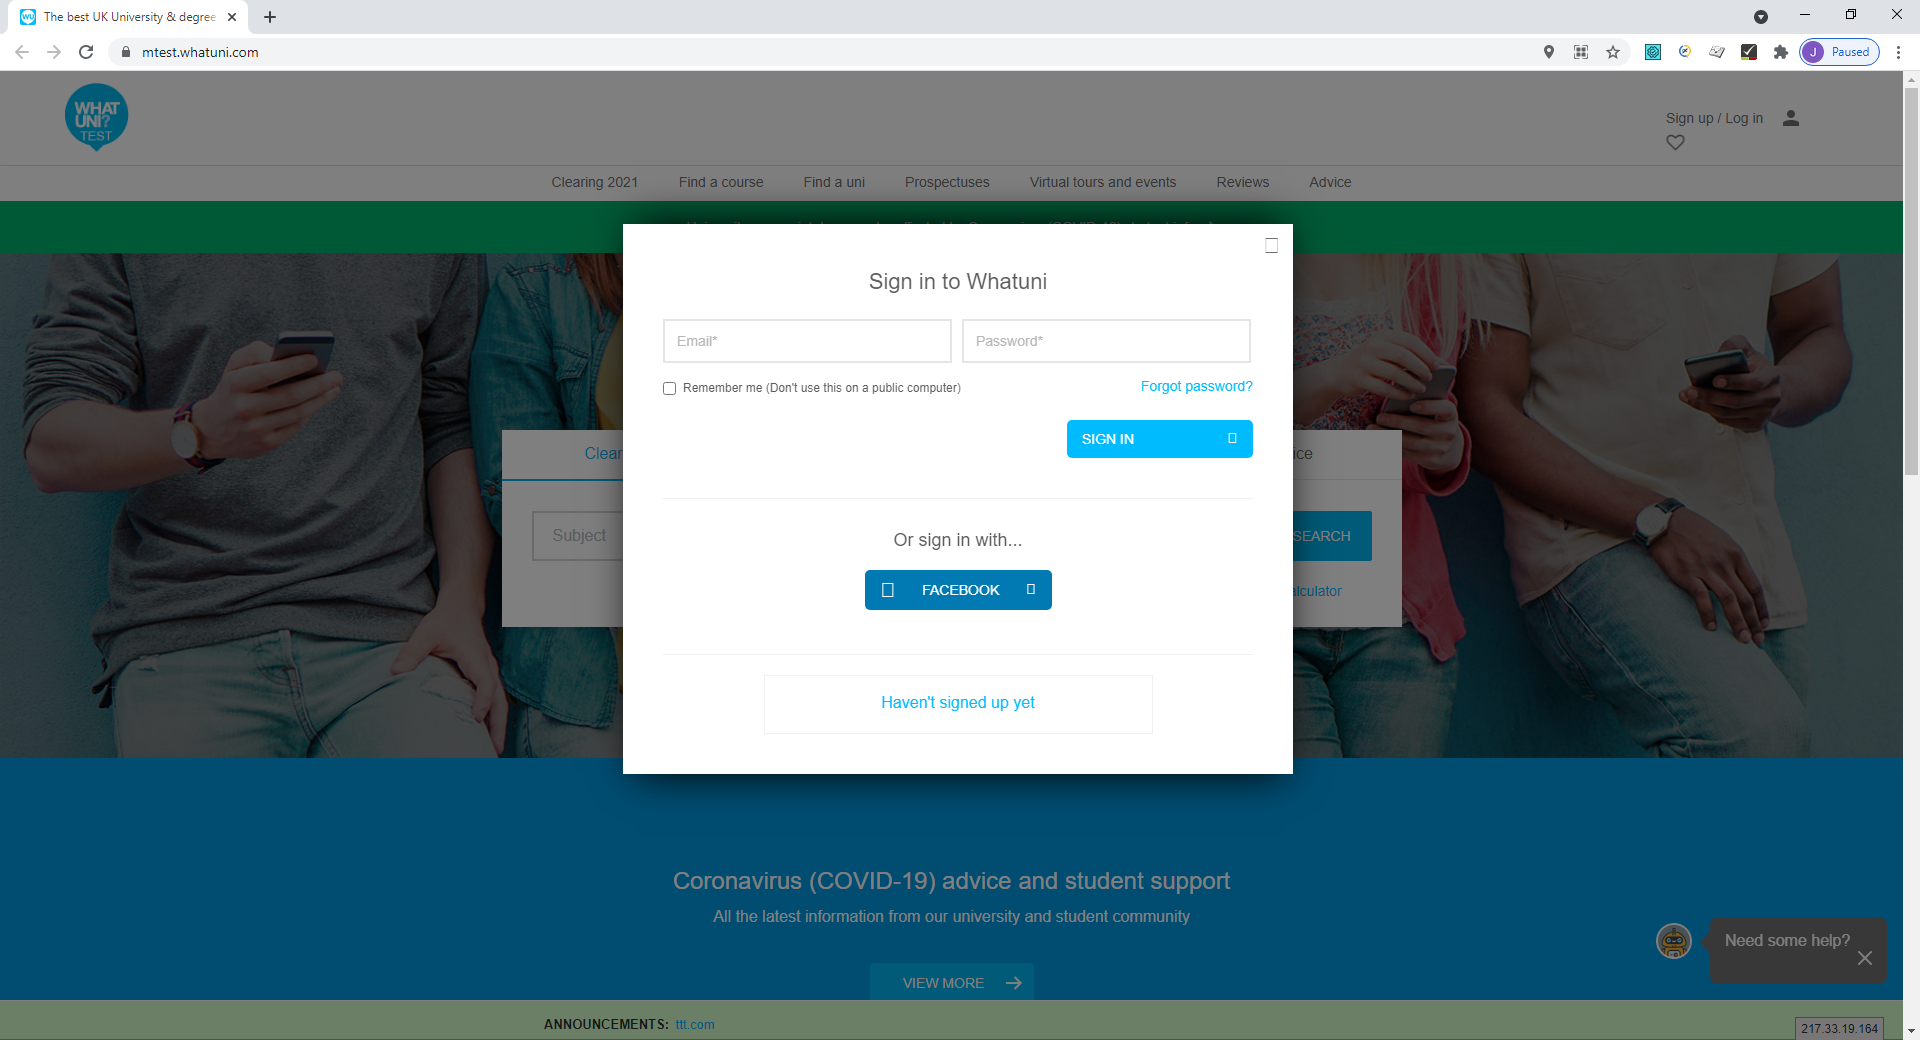 The best UK University & degree
mtest.whatuni.com
Paused
J
WU
WHAT
UNI?
TEST
Sign up / Log in
Clearing 2021
Find a course
Find a uni
Prospectuses
Virtual tours and events
Reviews
Advice
Sign in to Whatuni
Email*
Password*
Remember me (Don't use this on a public computer)
Forgot password?
SIGN IN
Clear
ice
Subject
SEARCH
alculator
Or sign in with...
FACEBOOK
Haven't signed up yet
Coronavirus (COVID-19) advice and student support
All the latest information from our university and student community
Need some help?
VIEW MORE
ANNOUNCEMENTS: ttt.com
217.33.19.164